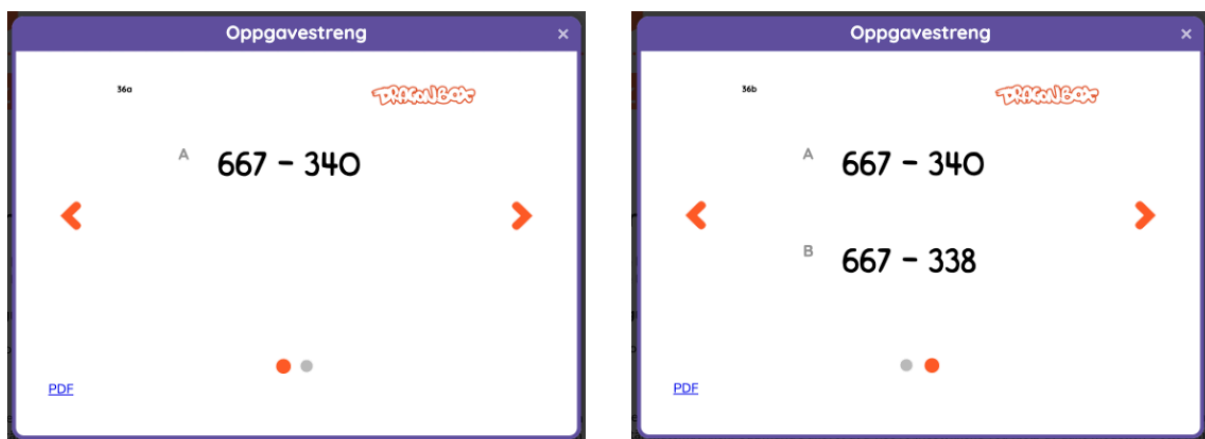 Oppgavestreng ×
36a DRAGONBOX
A 667 – 340
PDF
Oppgavestreng ×
36b DRAGONBOX
A 667 – 340
B 667 – 338
PDF